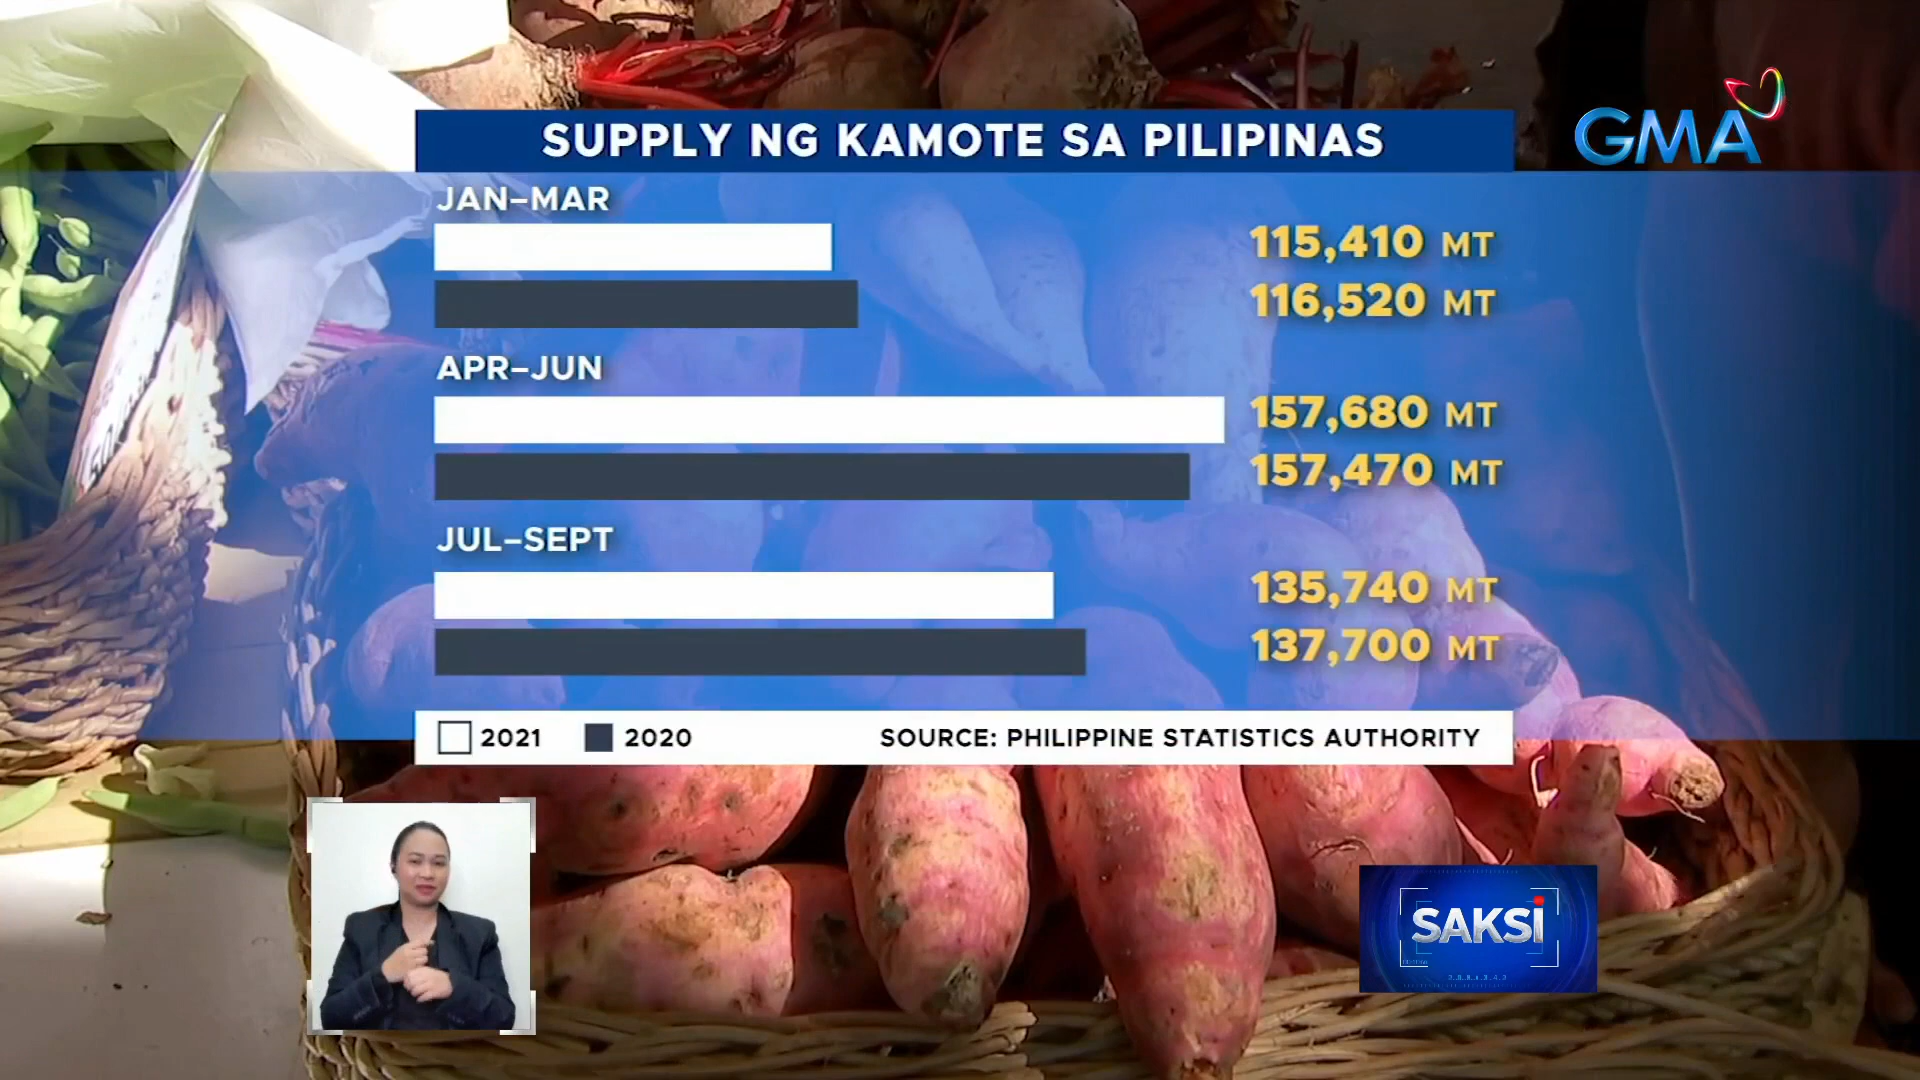 SUPPLY NG KAMOTE SA PILIPINAS
GMA
JAN–MAR
115,410 MT
116,520 MT
APR–JUN
157,680 MT
157,470 MT
JUL–SEPT
135,740 MT
137,700 MT
2021 2020 SOURCE: PHILIPPINE STATISTICS AUTHORITY
SAKSI